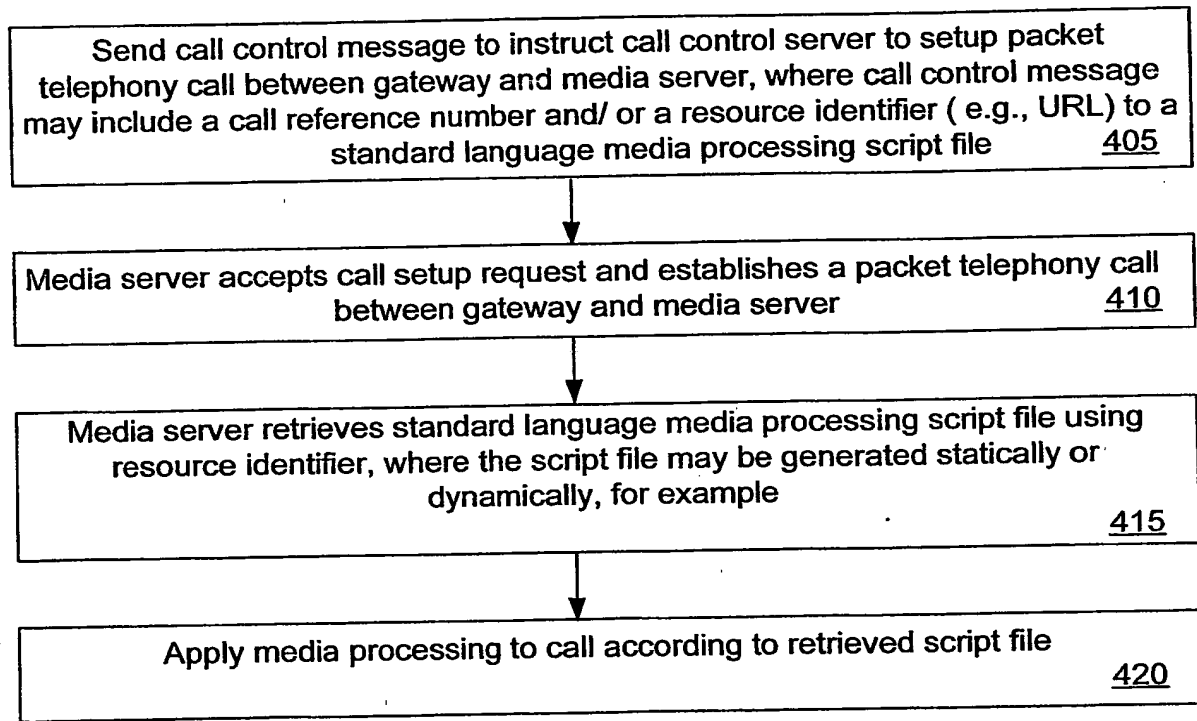 Send call control message to instruct call control server to setup packet
telephony call between gateway and media server, where call control message
may include a call reference number and/ or a resource identifier ( e.g., URL) to a
standard language media processing script file 405
Media server accepts call setup request and establishes a packet telephony call
between gateway and media server 410
Media server retrieves standard language media processing script file using
resource identifier, where the script file may be generated statically or
dynamically, for example
415
Apply media processing to call according to retrieved script file
420